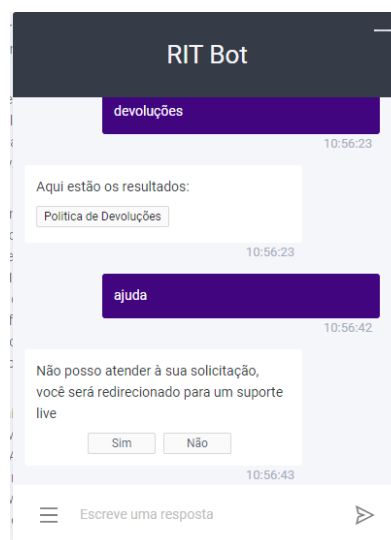 RIT Bot
devoluções
10:56:23
Aqui estão os resultados:
Politica de Devoluções
10:56:23
ajuda
10:56:42
Não posso atender à sua solicitação,
você será redirecionado para um suporte
live
Sim Não
10:56:43
Escreve uma resposta